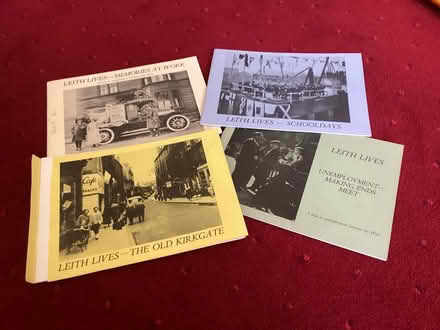 LEITH LIVES — MEMORIES AT WORK
LEITH LIVES — SCHOOLDAYS
LEITH LIVES
UNEMPLOYMENT —
MAKING ENDS
MEET
Cafe
LEITH LIVES — THE OLD KIRKGATE